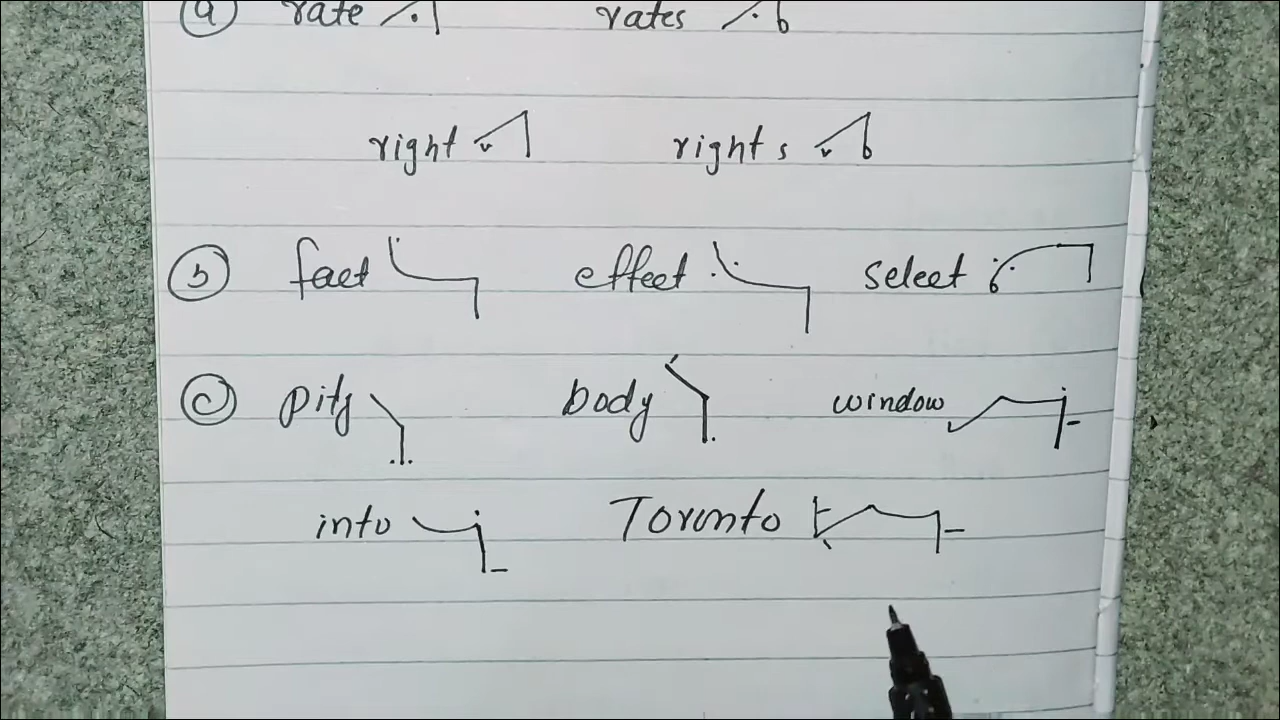 (a) rate rates
right rights
(b) fact effect select
(c) pity body window
into Toronto